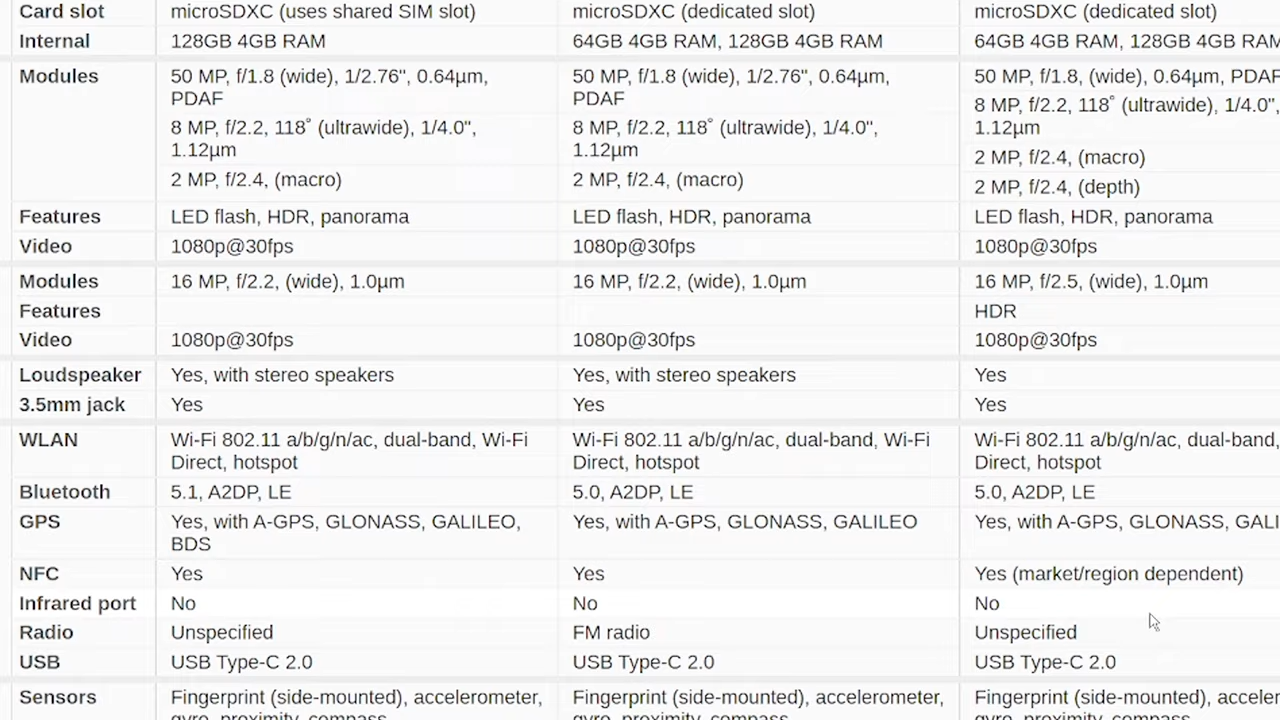 Card slot microSDXC (uses shared SIM slot) microSDXC (dedicated slot) microSDXC (dedicated slot)
Internal 128GB 4GB RAM 64GB 4GB RAM, 128GB 4GB RAM 64GB 4GB RAM, 128GB 4GB RAM
Modules 50 MP, f/1.8 (wide), 1/2.76", 0.64µm, 50 MP, f/1.8 (wide), 1/2.76", 0.64µm, 50 MP, f/1.8, (wide), 0.64µm, PDAF
PDAF PDAF 8 MP, f/2.2, 118˚ (ultrawide), 1/4.0",
8 MP, f/2.2, 118˚ (ultrawide), 1/4.0", 8 MP, f/2.2, 118˚ (ultrawide), 1/4.0", 1.12µm
1.12µm 1.12µm 2 MP, f/2.4, (macro)
2 MP, f/2.4, (macro) 2 MP, f/2.4, (macro) 2 MP, f/2.4, (depth)
Features LED flash, HDR, panorama LED flash, HDR, panorama LED flash, HDR, panorama
Video 1080p@30fps 1080p@30fps 1080p@30fps
Modules 16 MP, f/2.2, (wide), 1.0µm 16 MP, f/2.2, (wide), 1.0µm 16 MP, f/2.5, (wide), 1.0µm
Features HDR
Video 1080p@30fps 1080p@30fps 1080p@30fps
Loudspeaker Yes, with stereo speakers Yes, with stereo speakers Yes
3.5mm jack Yes Yes Yes
WLAN Wi-Fi 802.11 a/b/g/n/ac, dual-band, Wi-Fi Wi-Fi 802.11 a/b/g/n/ac, dual-band, Wi-Fi Wi-Fi 802.11 a/b/g/n/ac, dual-band,
Direct, hotspot Direct, hotspot Direct, hotspot
Bluetooth 5.1, A2DP, LE 5.0, A2DP, LE 5.0, A2DP, LE
GPS Yes, with A-GPS, GLONASS, GALILEO, Yes, with A-GPS, GLONASS, GALILEO Yes, with A-GPS, GLONASS, GALI
BDS
NFC Yes Yes Yes (market/region dependent)
Infrared port No No No
Radio Unspecified FM radio Unspecified
USB USB Type-C 2.0 USB Type-C 2.0 USB Type-C 2.0
Sensors Fingerprint (side-mounted), accelerometer, Fingerprint (side-mounted), accelerometer, Fingerprint (side-mounted), acceler
gyro, proximity, compass gyro, proximity, compass